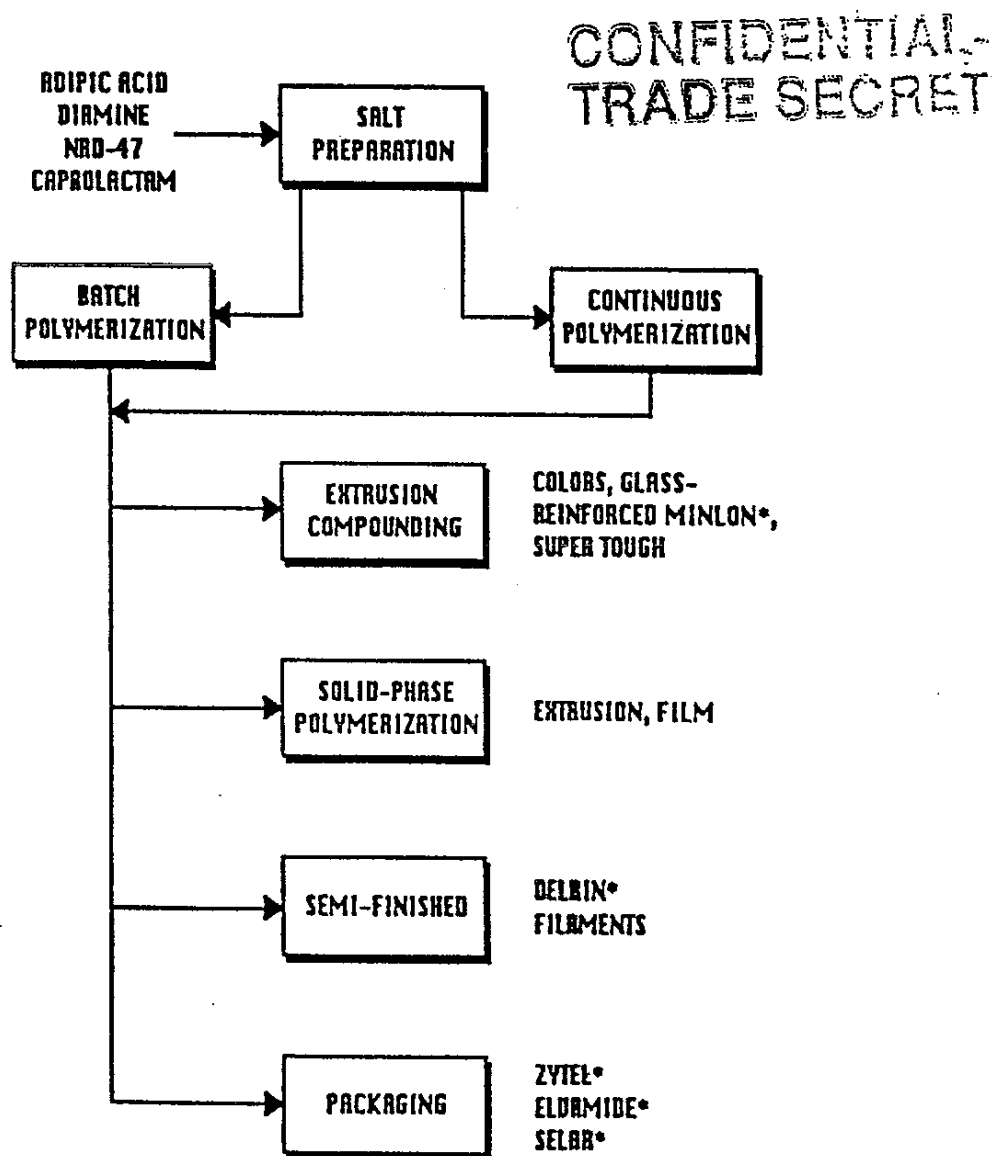 CONFIDENTIAL-
TRADE SECRET
ADIPIC ACID
DIAMINE
NRD-47
CAPROLACTAM
SALT
PREPARATION
BATCH
POLYMERIZATION
CONTINUOUS
POLYMERIZATION
EXTRUSION
COMPOUNDING
COLORS, GLASS-
REINFORCED MINLON*,
SUPER TOUGH
SOLID-PHASE
POLYMERIZATION
EXTRUSION, FILM
SEMI-FINISHED
DELRIN*
FILAMENTS
PACKAGING
ZYTEL*
ELVAMIDE*
SELAR*